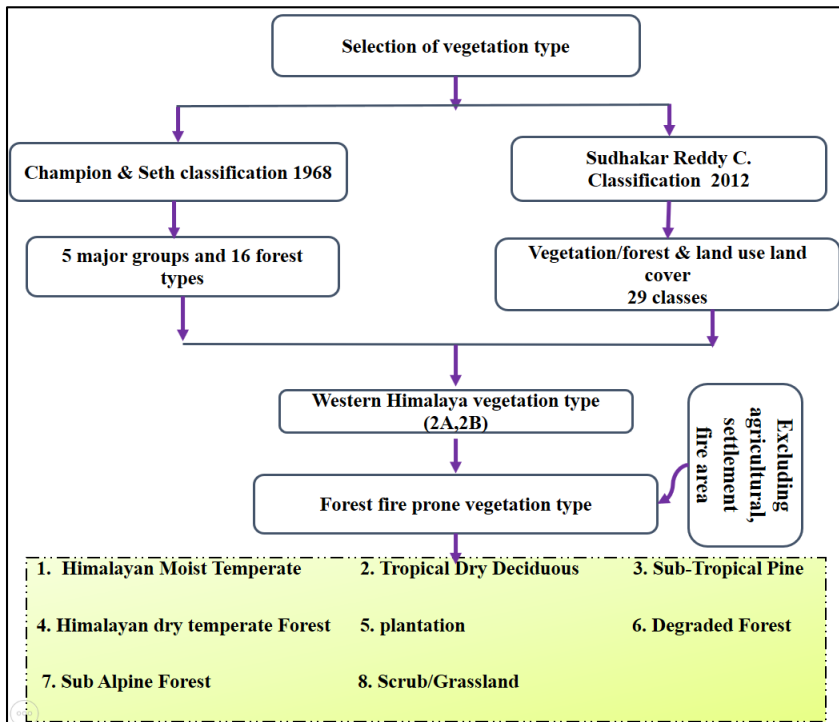 Selection of vegetation type
Champion & Seth classification 1968
Sudhakar Reddy C.
Classification  2012
5 major groups and 16 forest
types
Vegetation/forest & land use land
cover
29 classes
Western Himalaya vegetation type
(2A,2B)
Excluding
agricultural,
settlement
fire area
Forest fire prone vegetation type
1.  Himalayan Moist Temperate
2. Tropical Dry Deciduous
3. Sub-Tropical Pine
4. Himalayan dry temperate Forest
5. plantation
6. Degraded Forest
7. Sub Alpine Forest
8. Scrub/Grassland